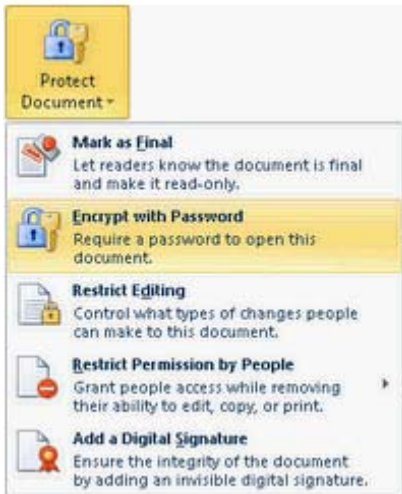 Protect
Document
Mark as Final
Let readers know the document is final
and make it read-only.
Encrypt with Password
Require a password to open this
document.
Restrict Editing
Control what types of changes people
can make to this document.
Restrict Permission by People
Grant people access while removing
their ability to edit, copy, or print.
Add a Digital Signature
Ensure the integrity of the document
by adding an invisible digital signature.